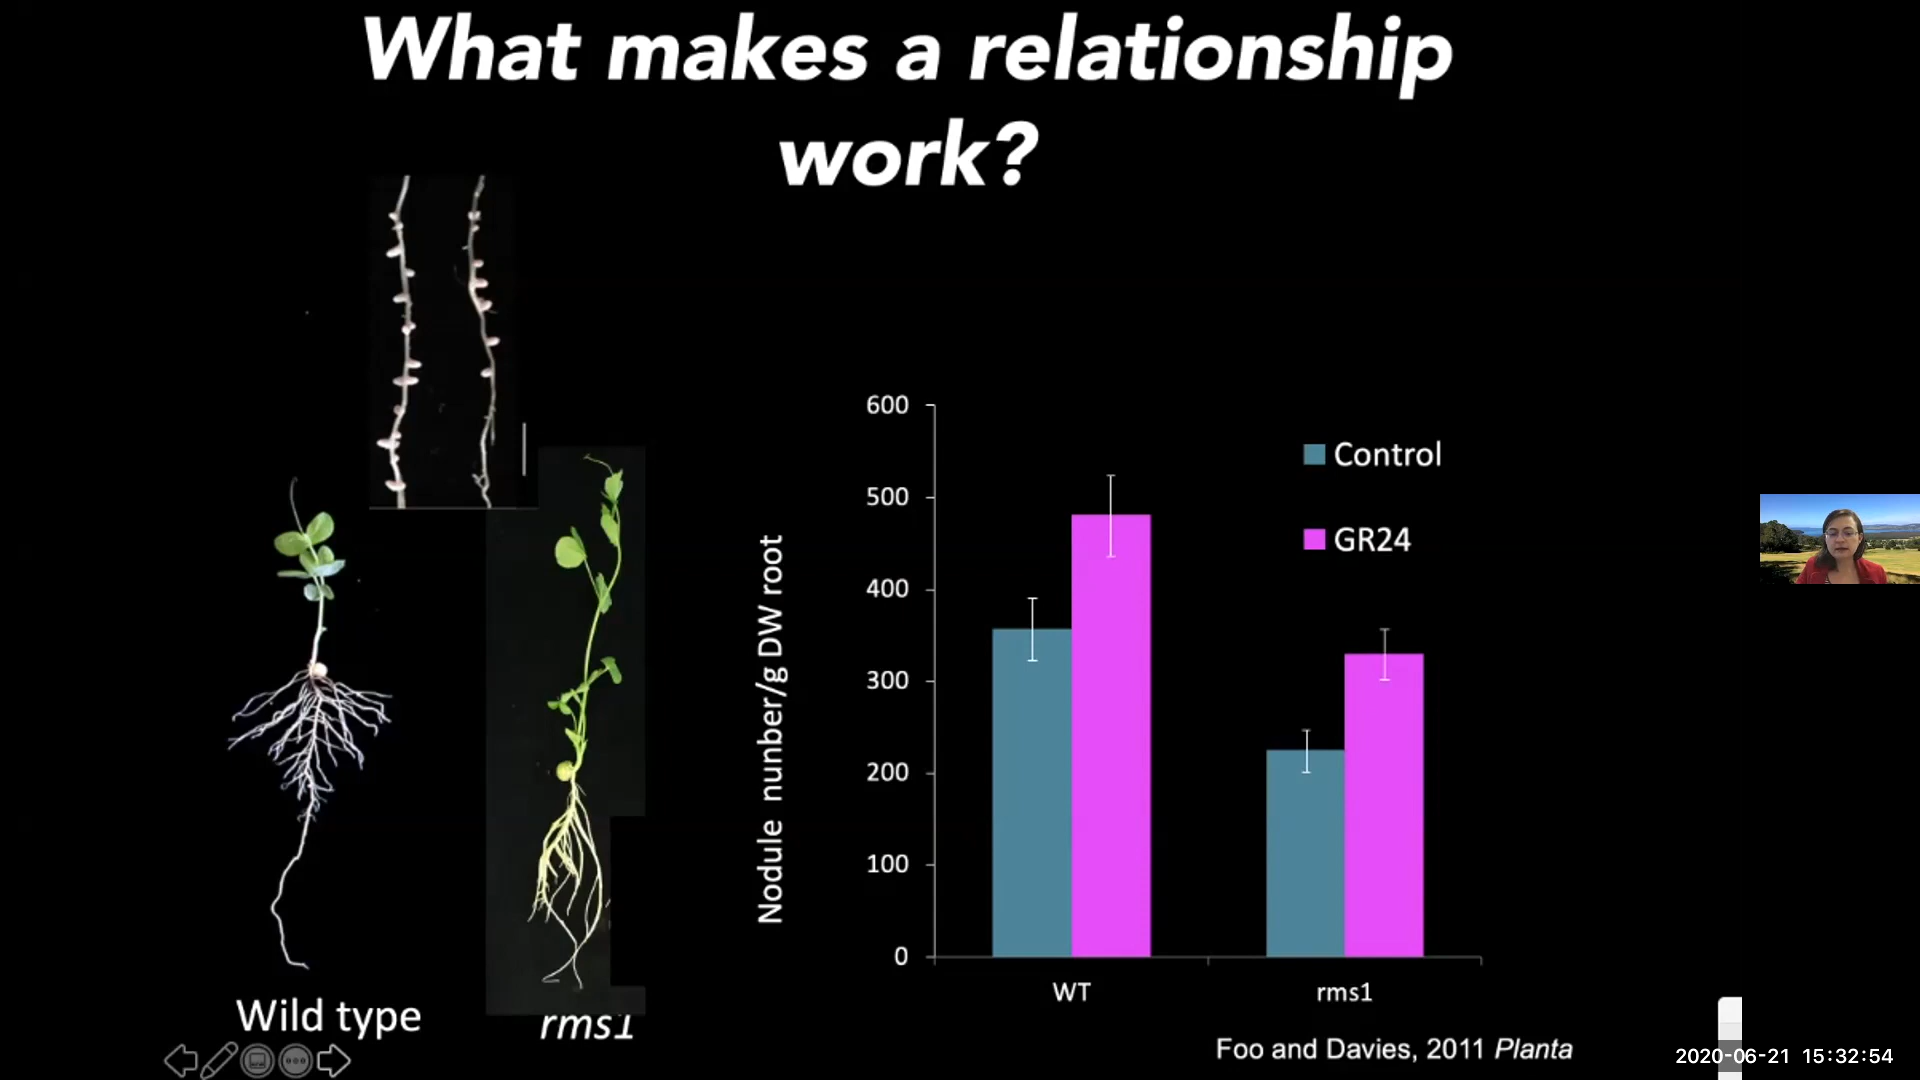 What makes a relationship
work?
600
500
400
300
200
100
0
Nodule nunber/g DW root
Control
GR24
WT
rms1
Wild type
rms1
Foo and Davies, 2011 Planta
2020-06-21 15:32:54